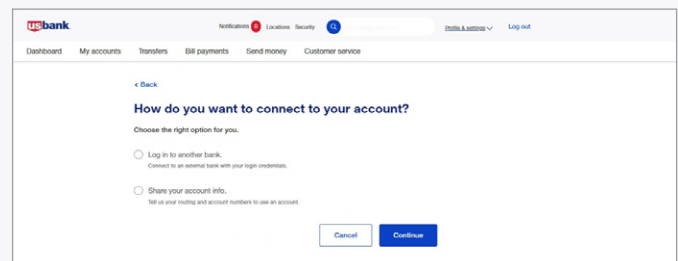 usbank
Notifications 8 Locations Security
Profile & settings
Log out
Dashboard My accounts Transfers Bill payments Send money Customer service
< Back
How do you want to connect to your account?
Choose the right option for you.
Log in to another bank.
Connect to an external bank with your login credentials.
Share your account info.
Tell us your routing and account numbers to use an account.
Cancel Continue